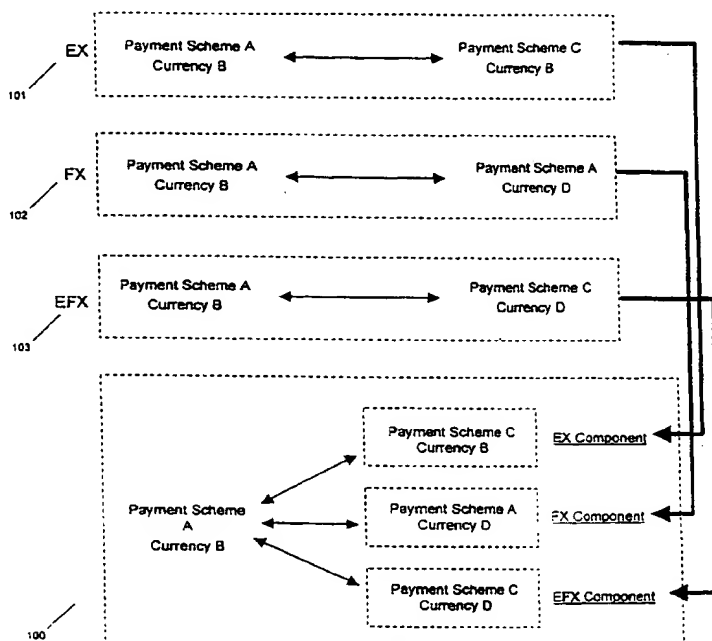 EX
101
Payment Scheme A
Currency B
Payment Scheme C
Currency B
FX
102
Payment Scheme A
Currency B
Payment Scheme A
Currency D
EFX
103
Payment Scheme A
Currency B
Payment Scheme C
Currency D
Payment Scheme
A
Currency B
Payment Scheme C
Currency B
EX Component
Payment Scheme A
Currency D
FX Component
Payment Scheme C
Currency D
EFX Component
100